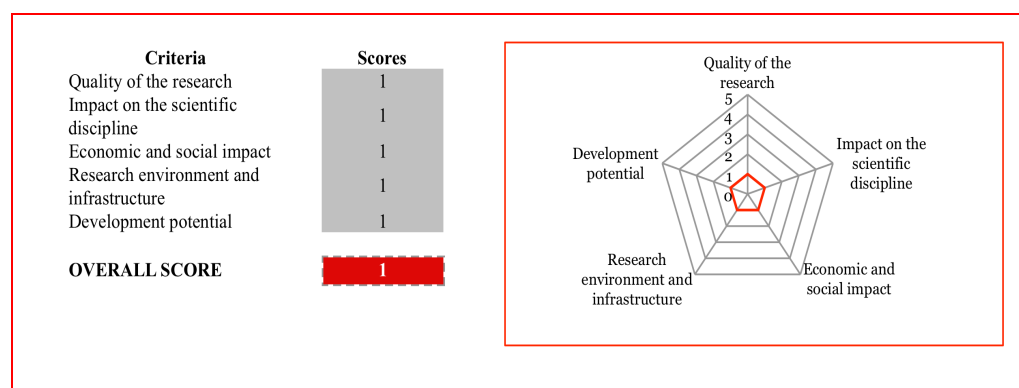 Criteria Scores
Quality of the research 1
Impact on the scientific
discipline 1
Economic and social impact 1
Research environment and
infrastructure 1
Development potential 1
OVERALL SCORE 1
Quality of the
research
5
4
3
2
1
0
Impact on the
scientific
discipline
Economic and
social impact
Research
environment and
infrastructure
Development
potential